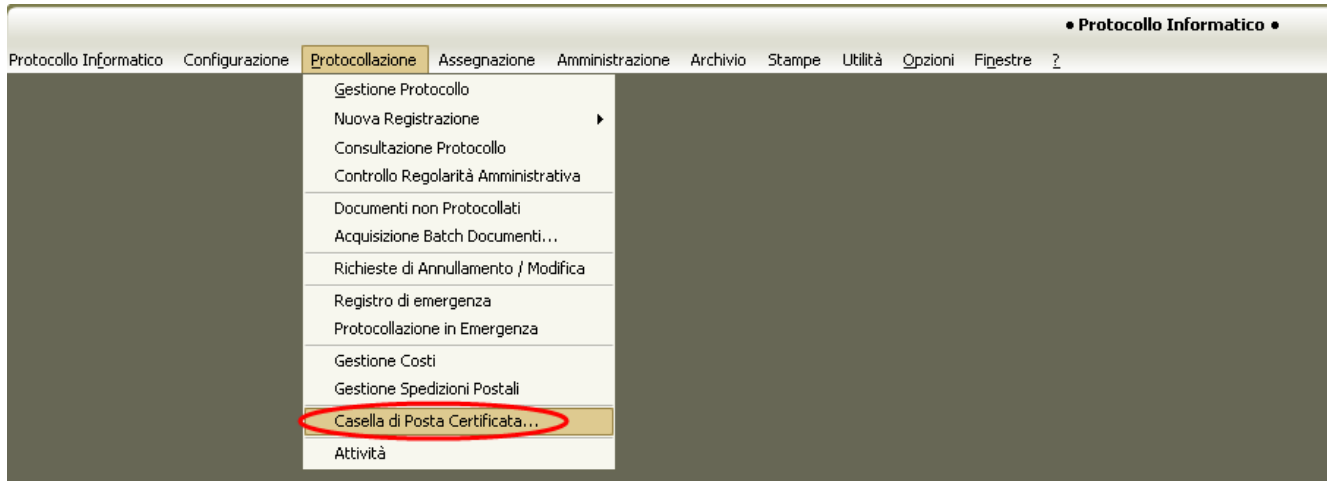 • Protocollo Informatico •
Protocollo Informatico Configurazione Protocollazione Assegnazione Amministrazione Archivio Stampe Utilità Opzioni Finestre ?
Gestione Protocollo
Nuova Registrazione
Consultazione Protocollo
Controllo Regolarità Amministrativa
Documenti non Protocollati
Acquisizione Batch Documenti...
Richieste di Annullamento / Modifica
Registro di emergenza
Protocollazione in Emergenza
Gestione Costi
Gestione Spedizioni Postali
Casella di Posta Certificata...
Attività